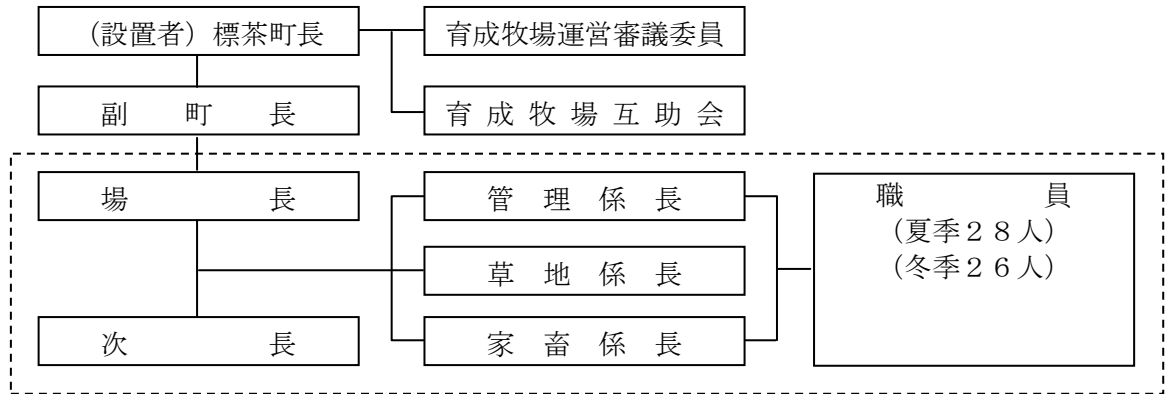 （設置者）標茶町長
育成牧場運営審議委員
副町長
育成牧場互助会
場長
管理係長
職員
（夏季２８人）
（冬季２６人）
草地係長
次長
家畜係長